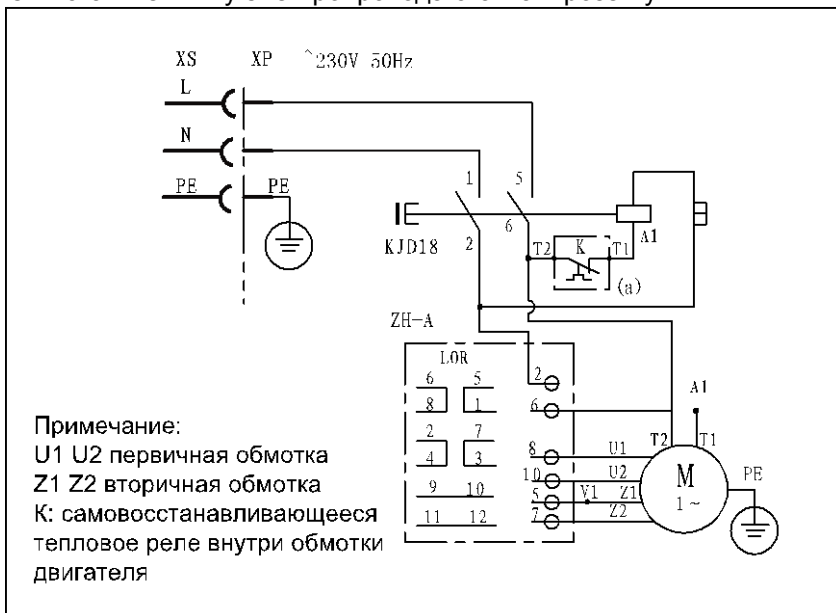 XS XP ~230V 50Hz
L
N
PE PE
1 5
KJD18 2 6 T2 K T1 A1
(a)
ZH-A
LOR
6 5 2
8 1 6
2 7 8 U1
4 3 10 U2
9 10 5 V1 Z1
11 12 7 Z2
A1
T2 T1
M
1~
PE
Примечание:
U1 U2 первичная обмотка
Z1 Z2 вторичная обмотка
К: самовосстанавливающееся
тепловое реле внутри обмотки
двигателя